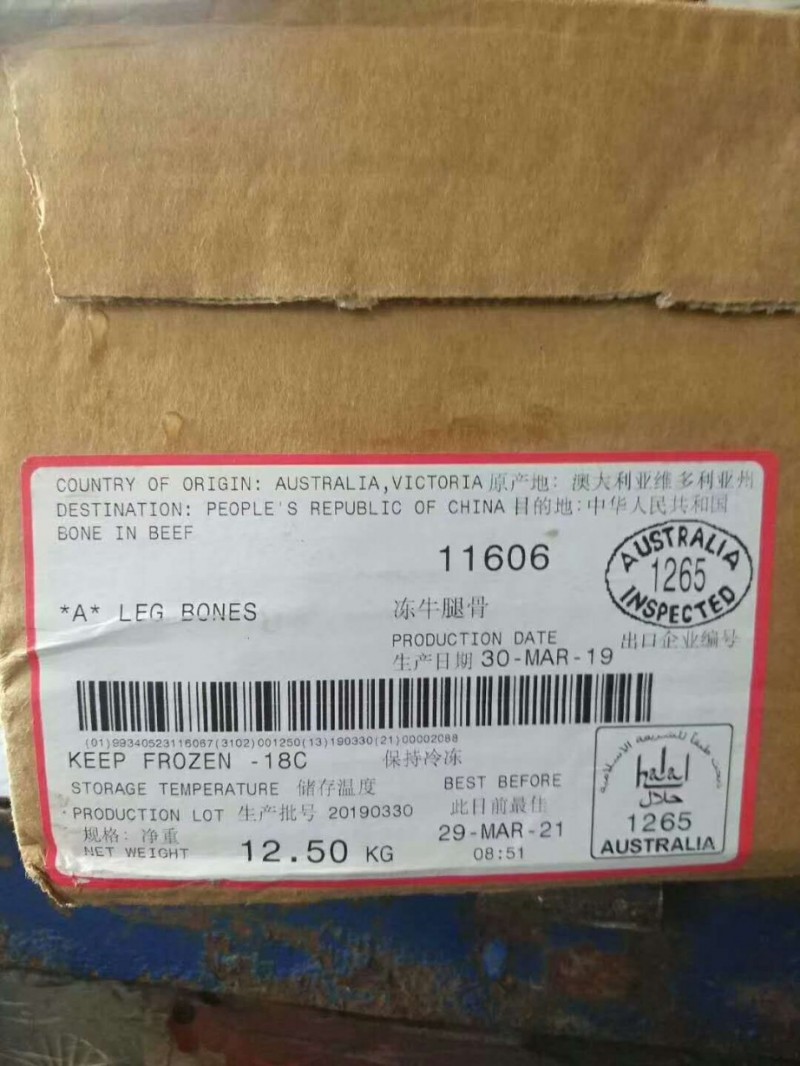 COUNTRY OF ORIGIN: AUSTRALIA,VICTORIA 原产地: 澳大利亚维多利亚州
DESTINATION: PEOPLE'S REPUBLIC OF CHINA 目的地:中华人民共和国
BONE IN BEEF
11606
AUSTRALIA
1265
INSPECTED
*A* LEG BONES 冻牛腿骨
PRODUCTION DATE 出口企业编号
生产日期 30-MAR-19
(01)99340523116067(3102)001250(13)190330(21)00002088
KEEP FROZEN -18C 保持冷冻
STORAGE TEMPERATURE 储存温度 BEST BEFORE
PRODUCTION LOT 生产批号 20190330 此日前最佳
规格: 净重 29-MAR-21
NET WEIGHT 12.50 KG 08:51
halal
حلال
1265
AUSTRALIA